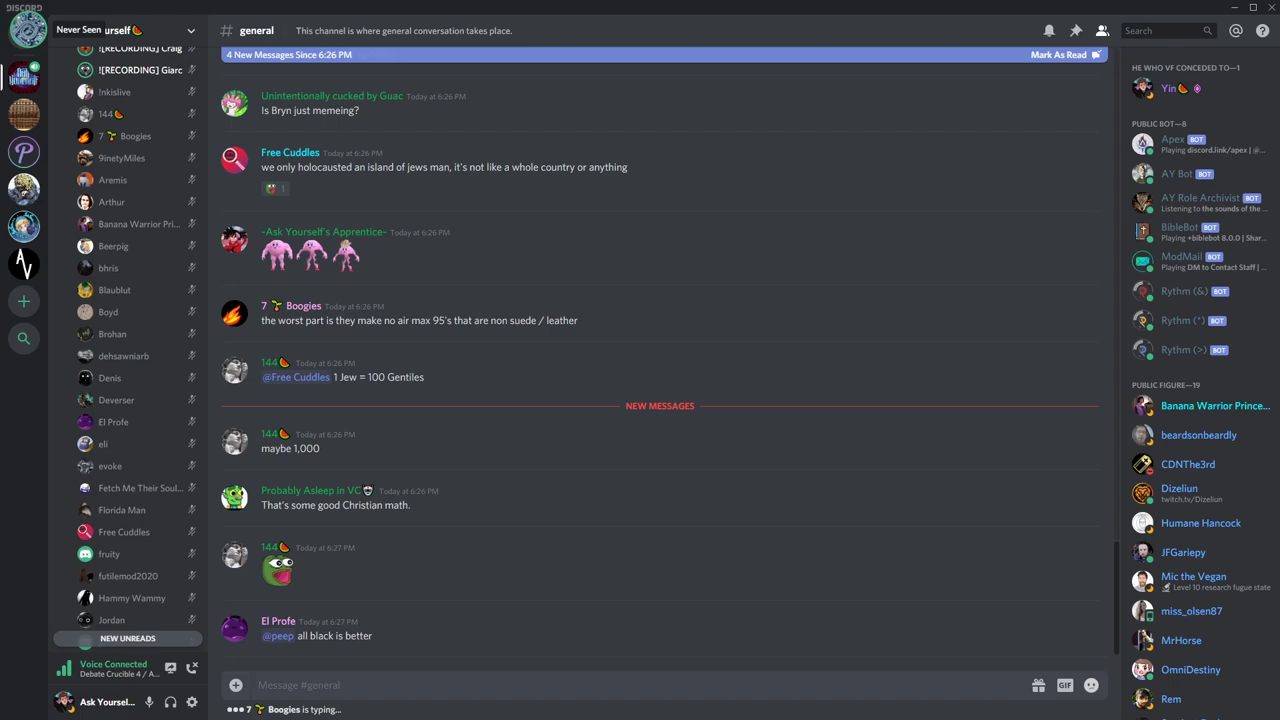 DISCORD
Never Seen
urself🍉
![RECORDING] Craig
![RECORDING] Giarc
!nkislive
144🍉
7 🌱 Boogies
9inetyMiles
Aremis
Arthur
Banana Warrior Pri...
Beerpig
bhris
Blaublut
Boyd
Brohan
dehsawniarb
Denis
Deverser
El Profe
eli
evoke
Fetch Me Their Soul...
Florida Man
Free Cuddles
fruity
futilemod2020
Hammy Wammy
Jordan
NEW UNREADS
Voice Connected
Debate Crucible 4 / A...
Ask Yoursel...
# general
This channel is where general conversation takes place.
Search
4 New Messages Since 6:26 PM
Mark As Read
Unintentionally cucked by Guac Today at 6:26 PM
Is Bryn just memeing?
Free Cuddles Today at 6:26 PM
we only holocausted an island of jews man, it's not like a whole country or anything
1
~Ask Yourself's Apprentice~ Today at 6:26 PM
7 🌱 Boogies Today at 6:26 PM
the worst part is they make no air max 95's that are non suede / leather
144🍉 Today at 6:26 PM
@Free Cuddles 1 Jew = 100 Gentiles
NEW MESSAGES
144🍉 Today at 6:26 PM
maybe 1,000
Probably Asleep in VC Today at 6:26 PM
That's some good Christian math.
144🍉 Today at 6:27 PM
El Profe Today at 6:27 PM
@peep all black is better
Message #general
GIF
7 🌱 Boogies is typing...
HE WHO VF CONCEDED TO—1
Yin🍉
PUBLIC BOT—8
Apex BOT
Playing discord.link/apex | @...
AY Bot BOT
AY Role Archivist BOT
Listening to the sounds of the ...
BibleBot BOT
Playing +biblebot 8.0.0 | Shar...
ModMail BOT
Playing DM to Contact Staff | ...
Rythm (&) BOT
Rythm (*) BOT
Rythm (>) BOT
PUBLIC FIGURE—19
Banana Warrior Prince...
beardsonbeardly
CDNThe3rd
Dizeliun
twitch.tv/Dizeliun
Humane Hancock
JFGariepy
Mic the Vegan
Level 10 research fugue state
miss_olsen87
MrHorse
OmniDestiny
Rem